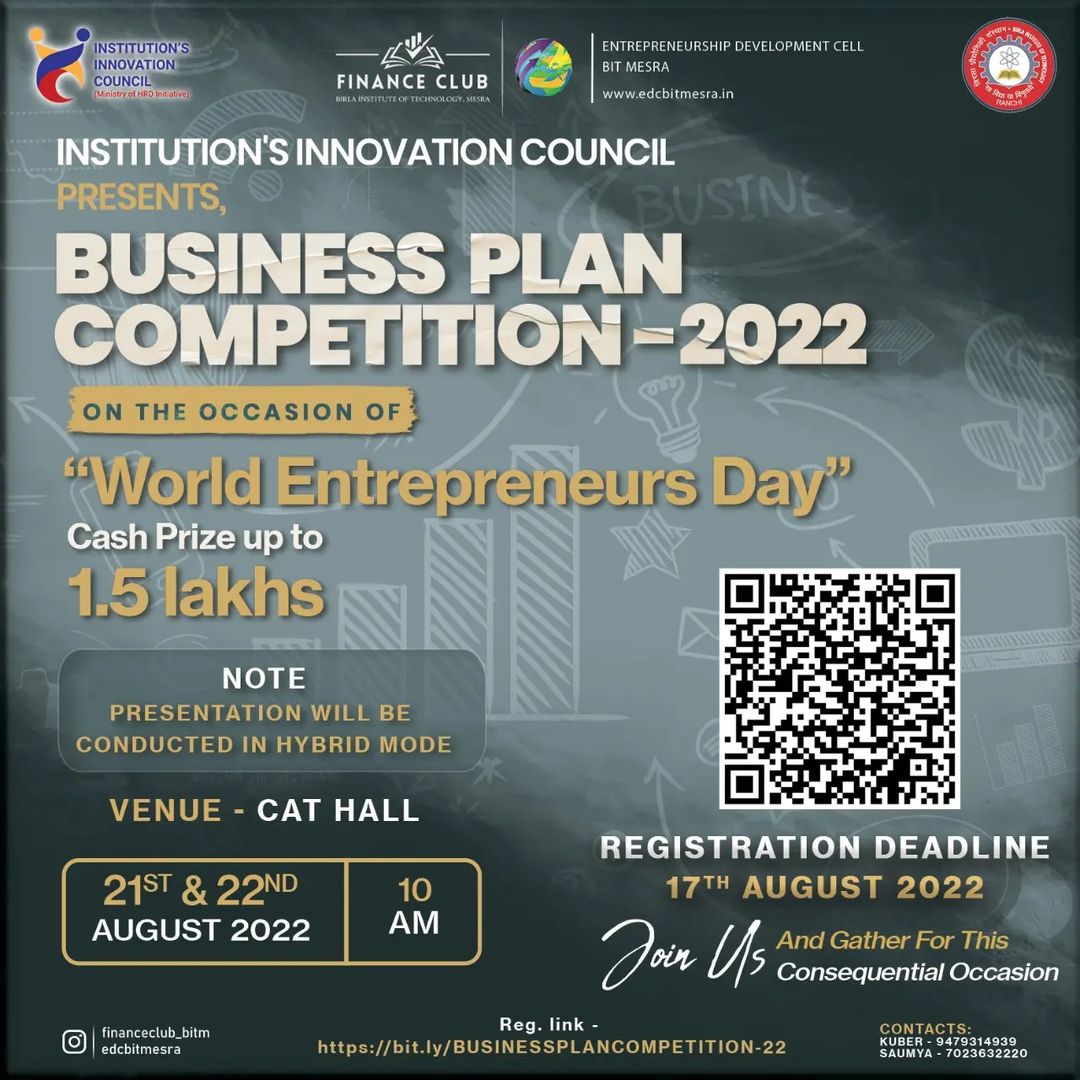 INSTITUTION'S
INNOVATION
COUNCIL
(Ministry of HRD Initiative)
FINANCE CLUB
BIRLA INSTITUTE OF TECHNOLOGY, MESRA
ENTREPRENEURSHIP DEVELOPMENT CELL
BIT MESRA
www.edcbitmesra.in
RANCHI
INSTITUTION'S INNOVATION COUNCIL
PRESENTS,
BUSINESS PLAN
COMPETITION-2022
ON THE OCCASION OF
“World Entrepreneurs Day”
Cash Prize up to
1.5 lakhs
NOTE
PRESENTATION WILL BE
CONDUCTED IN HYBRID MODE
VENUE - CAT HALL
21ST & 22ND
AUGUST 2022
10
AM
REGISTRATION DEADLINE
17TH AUGUST 2022
Join Us And Gather For This
Consequential Occasion
financeclub_bitm
edcbitmesra
Reg. link -
https://bit.ly/BUSINESSPLANCOMPETITION-22
CONTACTS:
KUBER - 9479314939
SAUMYA - 7023632220